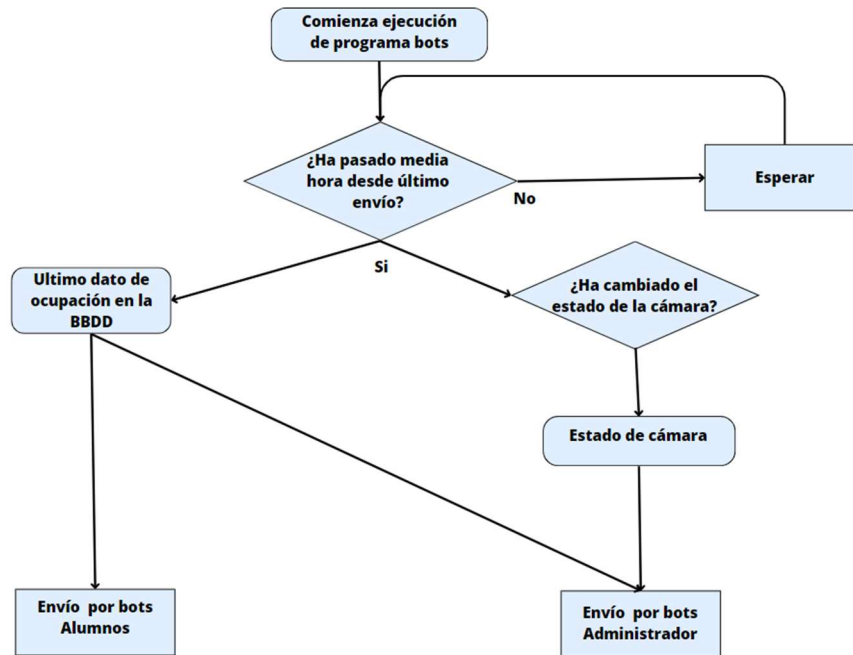 Comienza ejecución
de programa bots
¿Ha pasado media
hora desde último
envío?
No
Esperar
Si
Ultimo dato de
ocupación en la
BBDD
¿Ha cambiado el
estado de la cámara?
Estado de cámara
Envío por bots
Alumnos
Envío por bots
Administrador